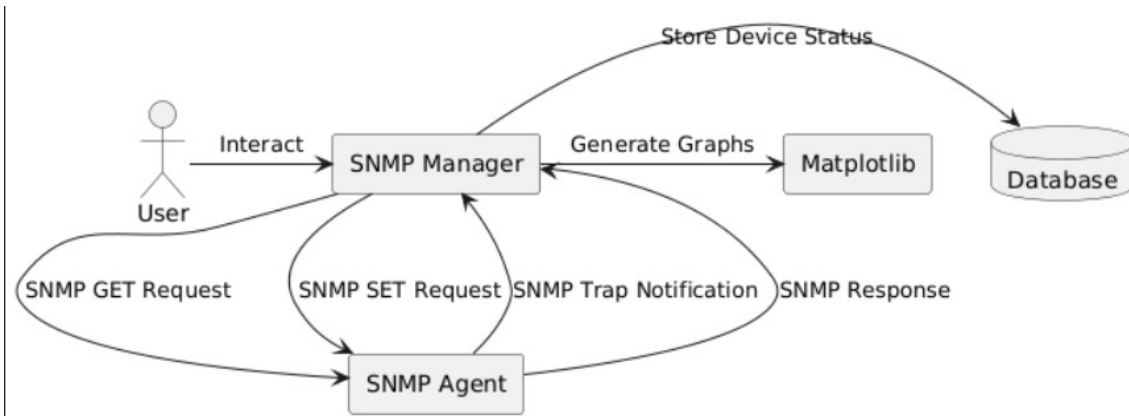 Store Device Status
Interact
SNMP Manager
Generate Graphs
Matplotlib
Database
User
SNMP GET Request
SNMP SET Request
SNMP Trap Notification
SNMP Response
SNMP Agent